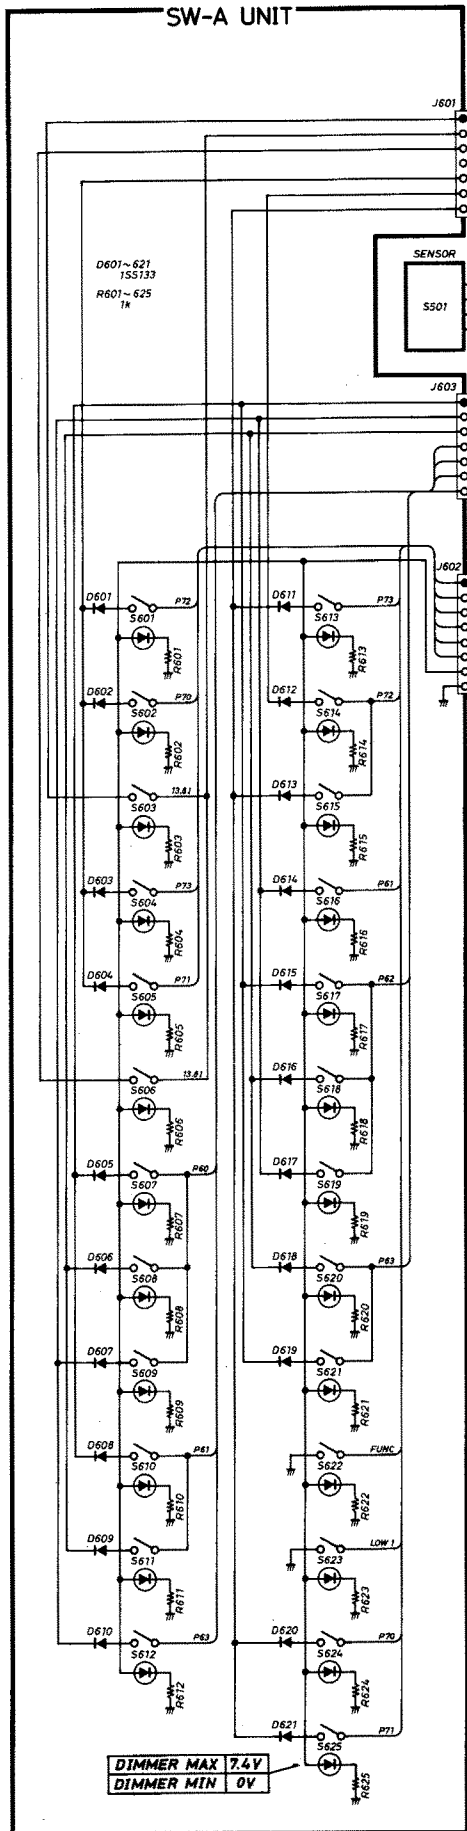 SW-A UNIT
J601
D601~621
1SS133
R601~625
1k
SENSOR
S501
J603
J602
D601
P72
S601
R601
D611
P73
S613
R613
D602
P70
S602
R602
D612
P72
S614
R614
13.8I
S603
R603
D613
S615
R615
D603
P73
S604
R604
D614
P61
S616
R616
D604
P71
S605
R605
D615
P62
S617
R617
13.8I
S606
R606
D616
S618
R618
D605
P60
S607
R607
D617
S619
R619
D606
S608
R608
D618
P63
S620
R620
D607
S609
R609
D619
S621
R621
D608
P61
S610
R610
FUNC
S622
R622
D609
S611
R611
LOW 1
S623
R623
D610
P63
S612
R612
D620
P70
S624
R624
D621
P71
S625
R625
DIMMER MAX 7.4V
DIMMER MIN 0V